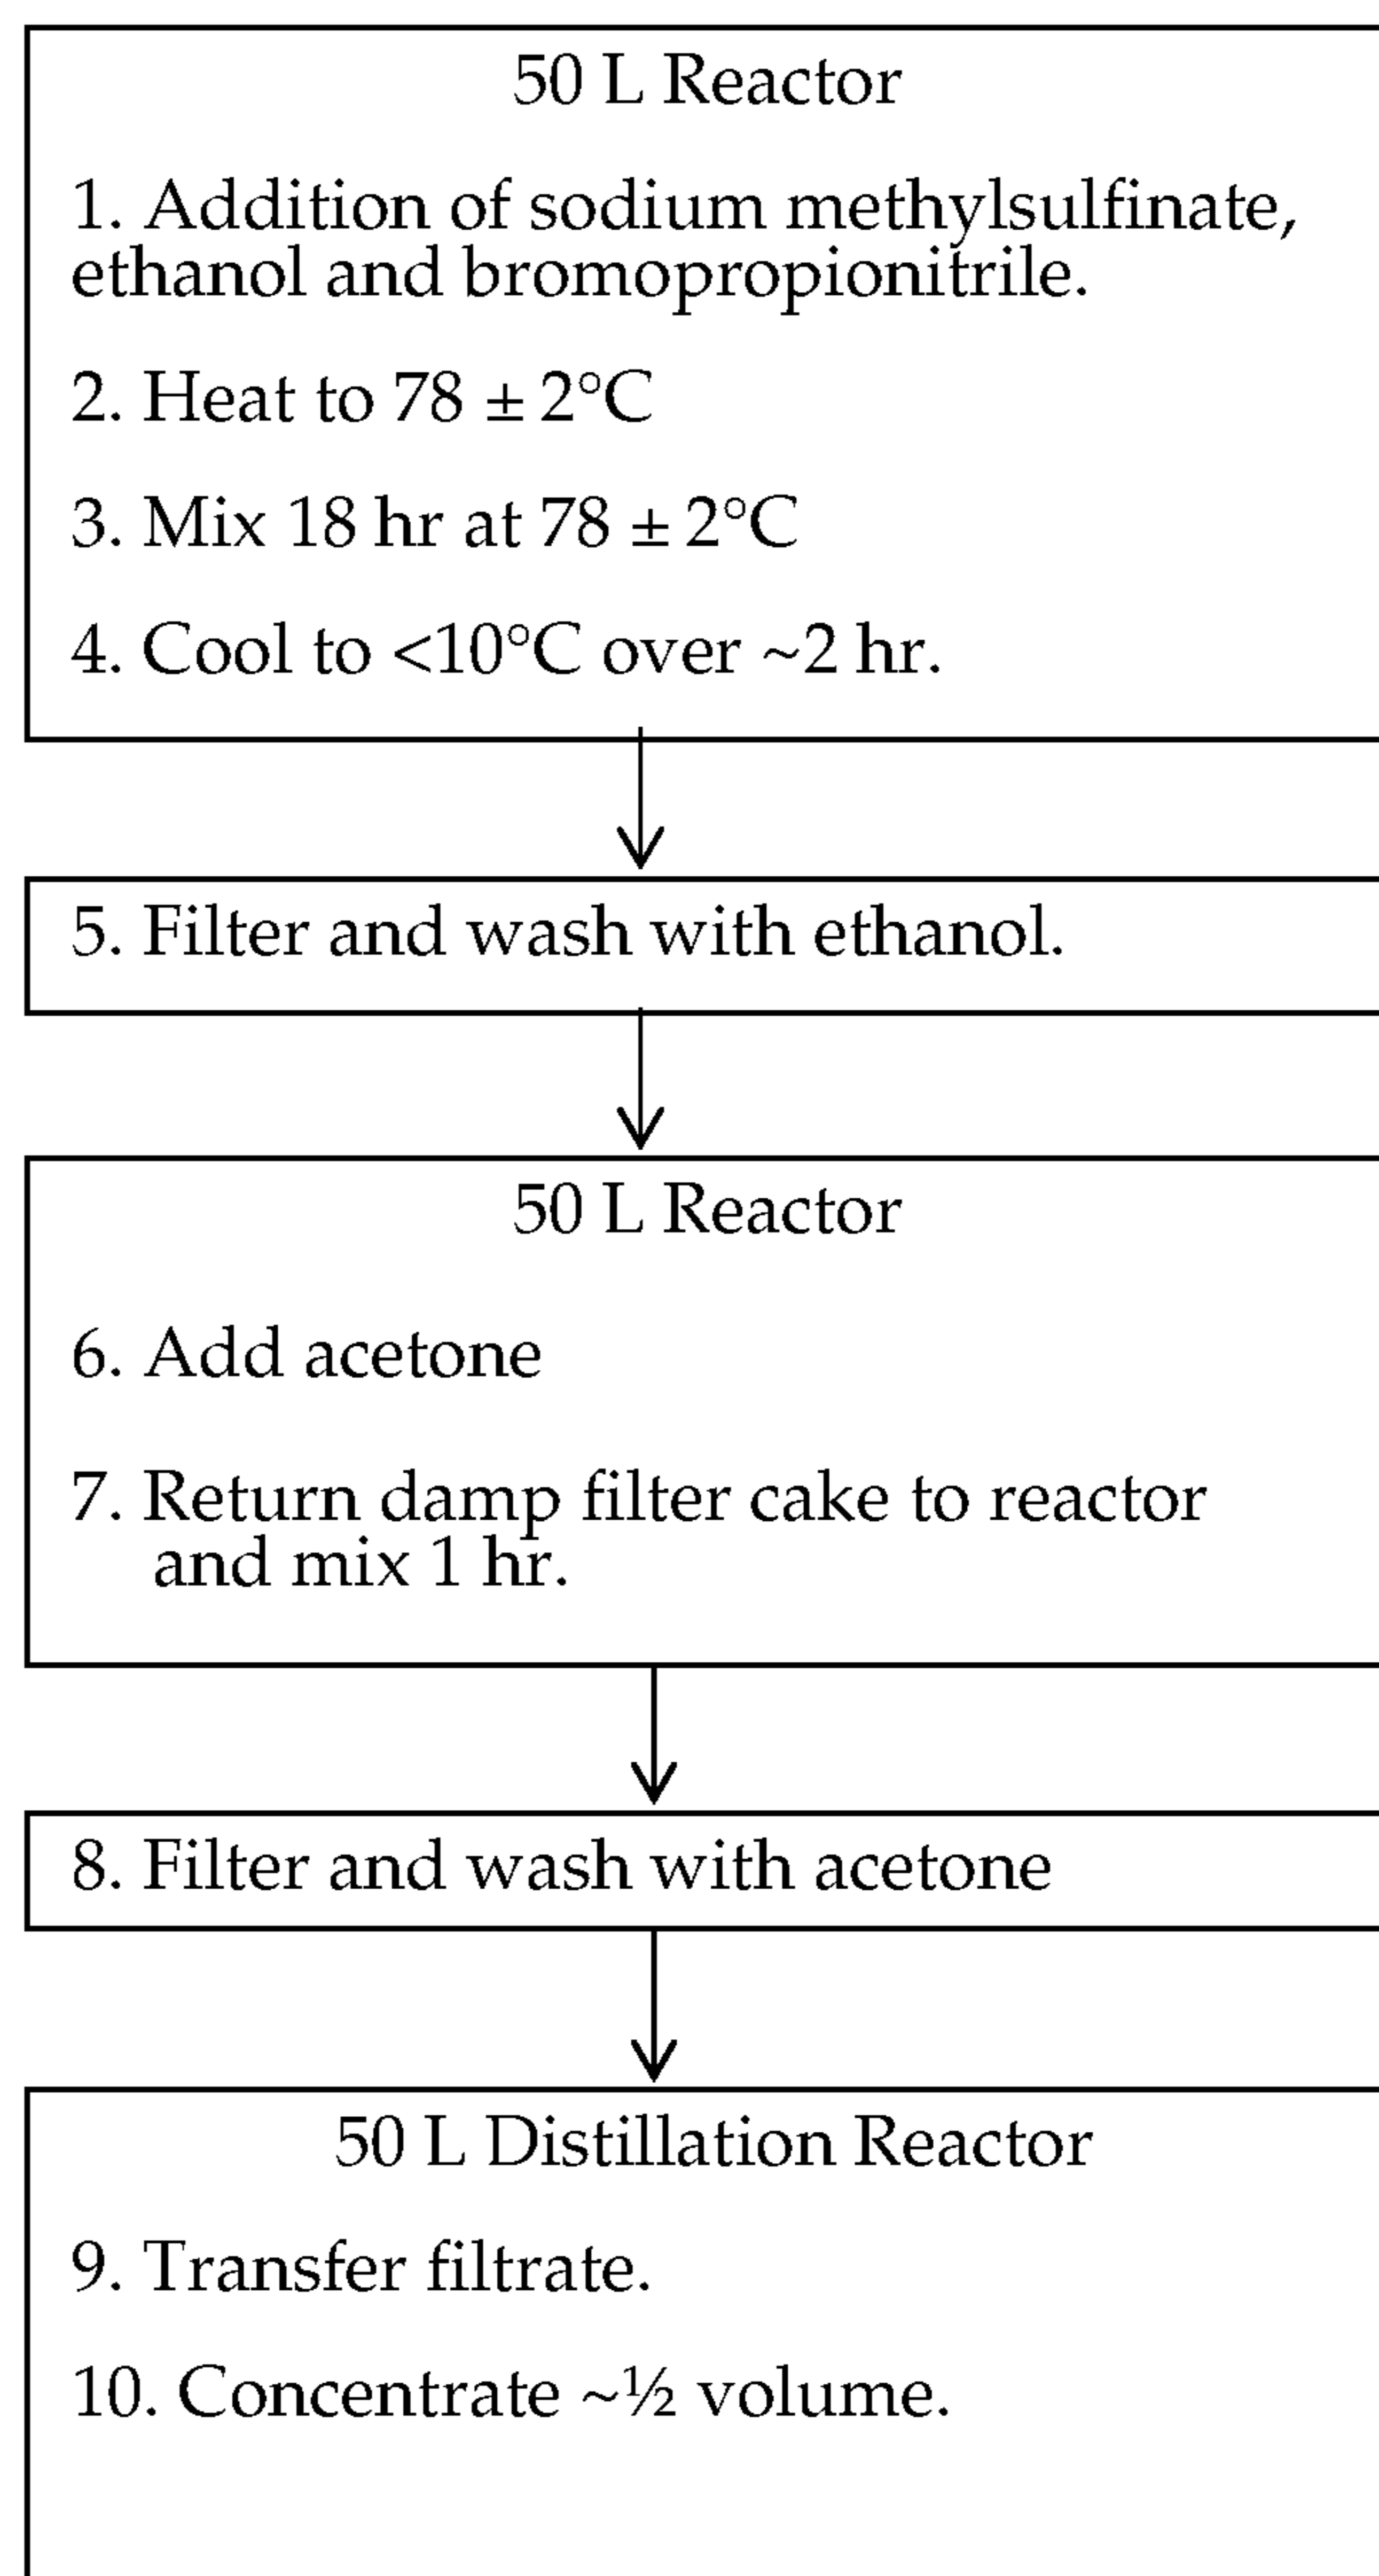 50 L Reactor
1. Addition of sodium methylsulfinate,
ethanol and bromopropionitrile.
2. Heat to 78 ± 2°C
3. Mix 18 hr at 78 ± 2°C
4. Cool to <10°C over ~2 hr.
5. Filter and wash with ethanol.
50 L Reactor
6. Add acetone
7. Return damp filter cake to reactor
and mix 1 hr.
8. Filter and wash with acetone
50 L Distillation Reactor
9. Transfer filtrate.
10. Concentrate ~½ volume.